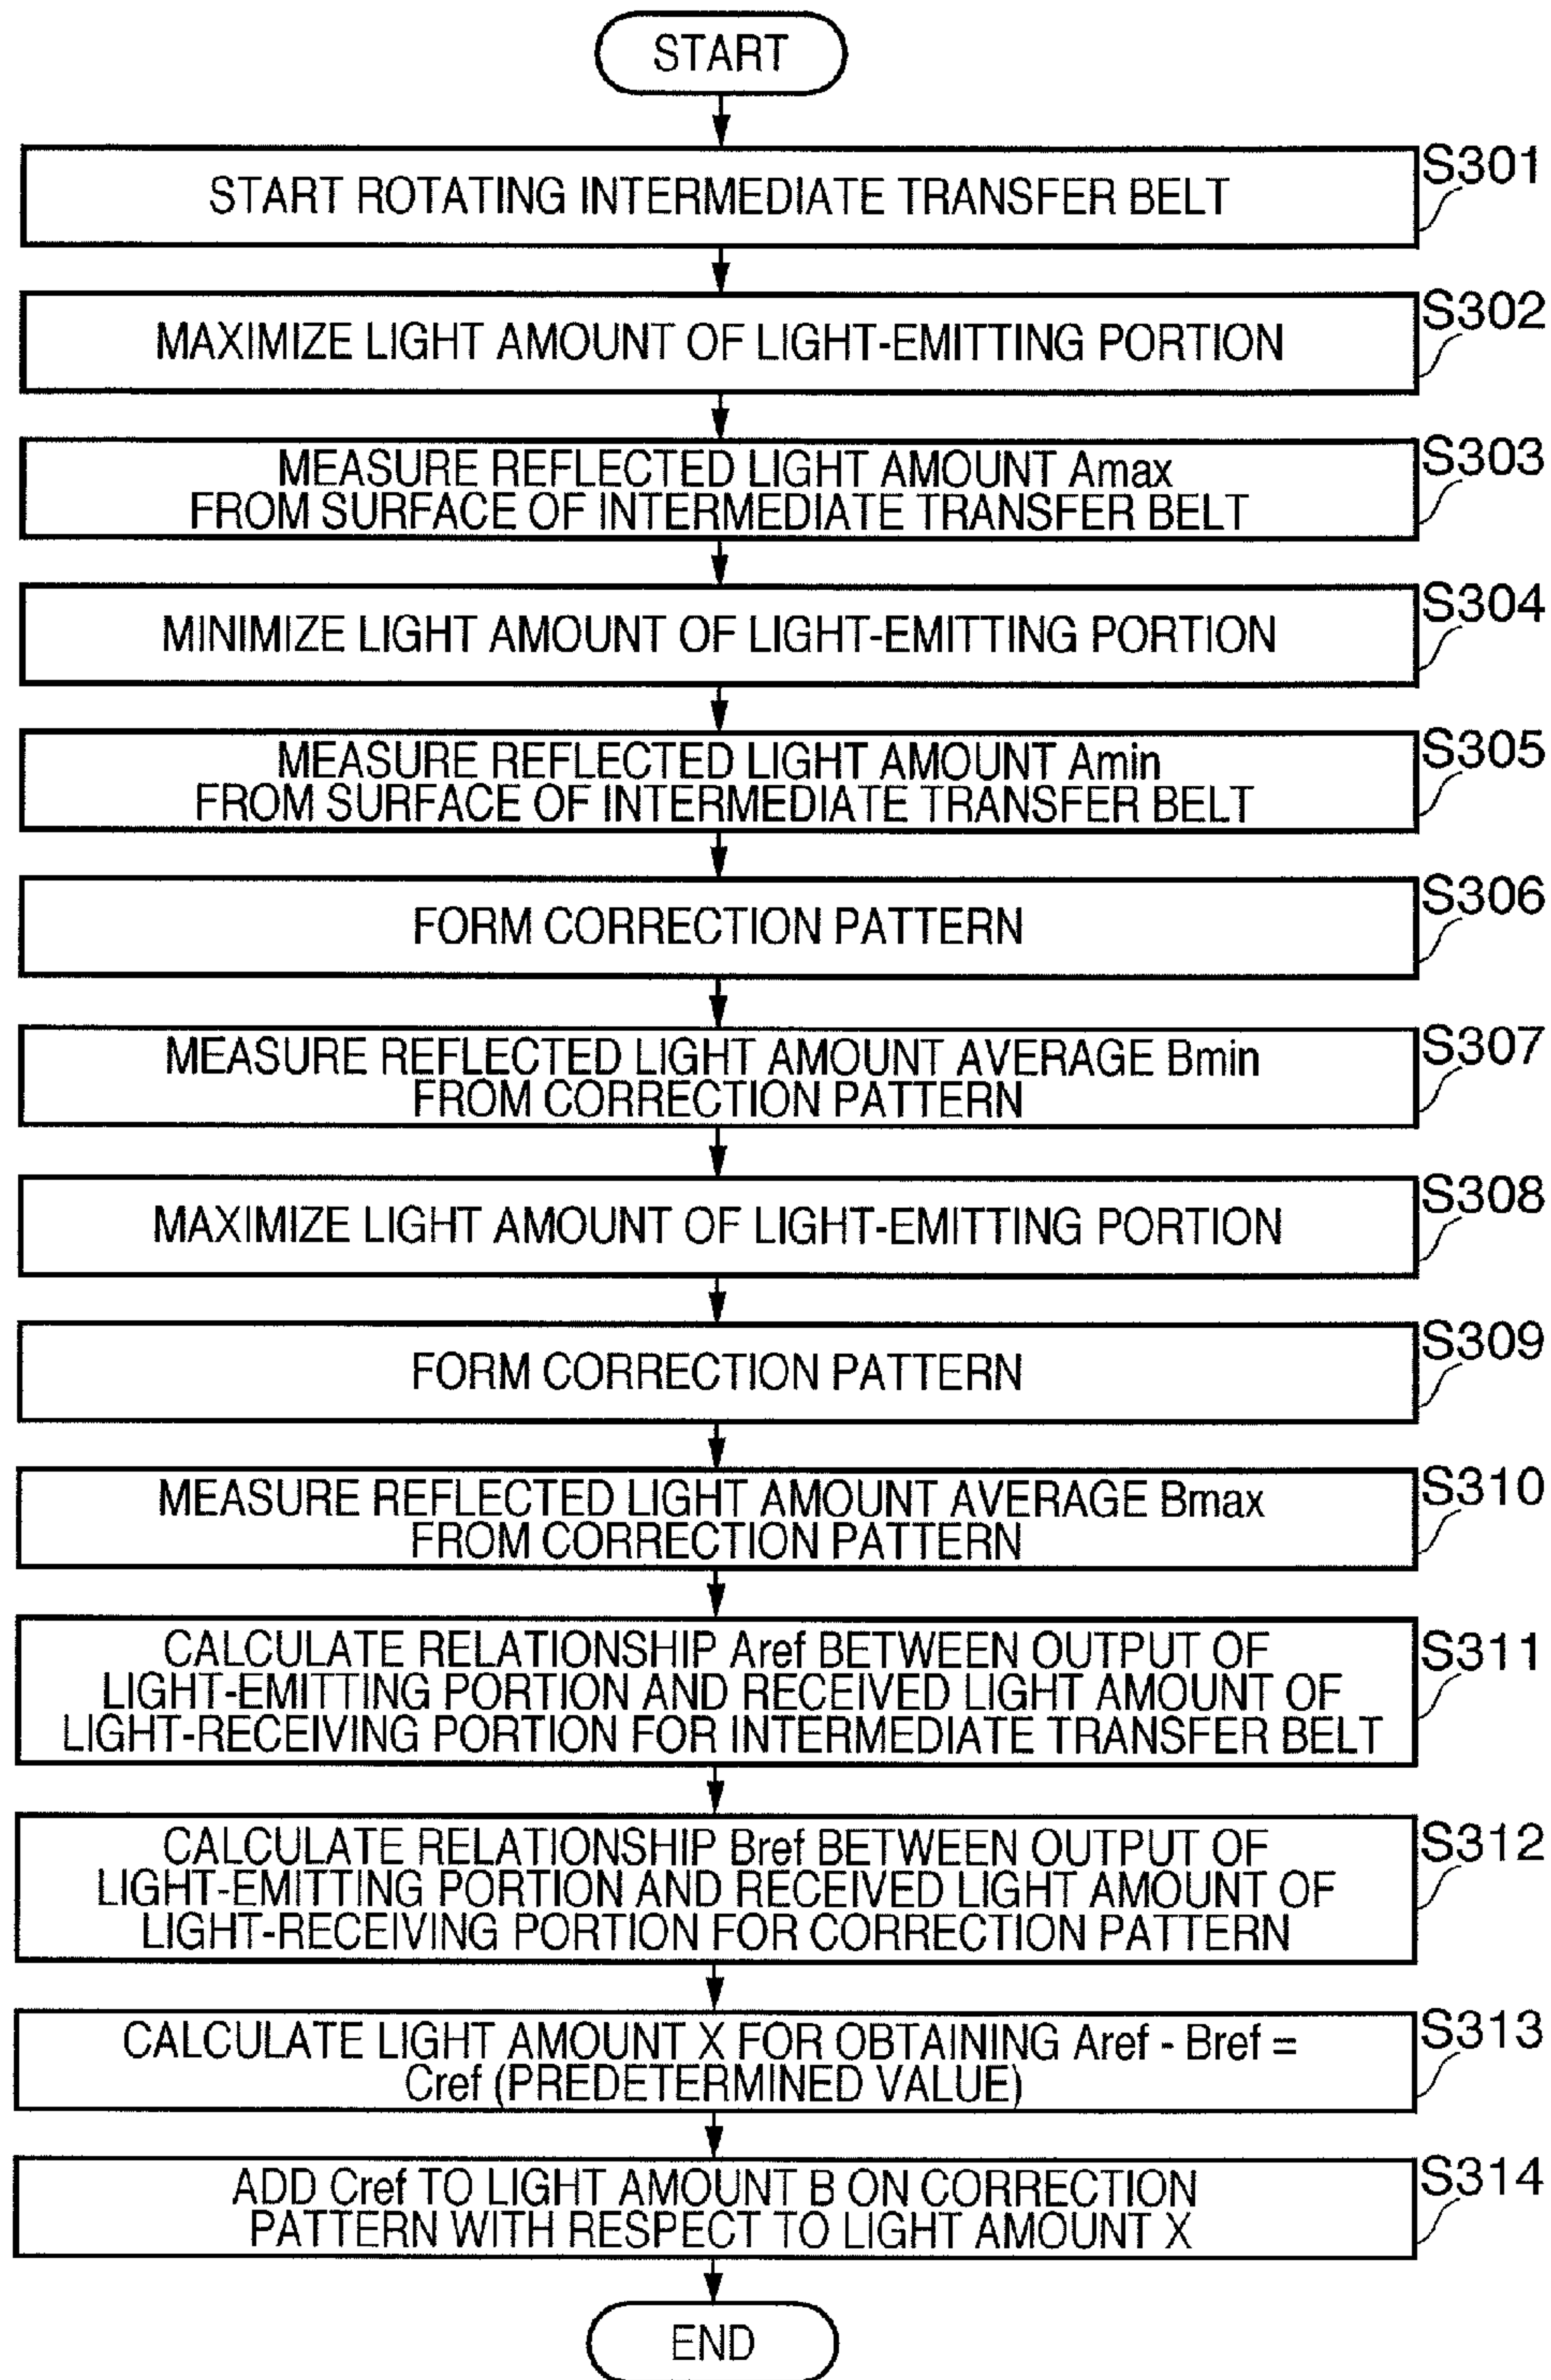 START
START ROTATING INTERMEDIATE TRANSFER BELT
S301
MAXIMIZE LIGHT AMOUNT OF LIGHT-EMITTING PORTION
S302
MEASURE REFLECTED LIGHT AMOUNT Amax
FROM SURFACE OF INTERMEDIATE TRANSFER BELT
S303
MINIMIZE LIGHT AMOUNT OF LIGHT-EMITTING PORTION
S304
MEASURE REFLECTED LIGHT AMOUNT Amin
FROM SURFACE OF INTERMEDIATE TRANSFER BELT
S305
FORM CORRECTION PATTERN
S306
MEASURE REFLECTED LIGHT AMOUNT AVERAGE Bmin
FROM CORRECTION PATTERN
S307
MAXIMIZE LIGHT AMOUNT OF LIGHT-EMITTING PORTION
S308
FORM CORRECTION PATTERN
S309
MEASURE REFLECTED LIGHT AMOUNT AVERAGE Bmax
FROM CORRECTION PATTERN
S310
CALCULATE RELATIONSHIP Aref BETWEEN OUTPUT OF
LIGHT-EMITTING PORTION AND RECEIVED LIGHT AMOUNT OF
LIGHT-RECEIVING PORTION FOR INTERMEDIATE TRANSFER BELT
S311
CALCULATE RELATIONSHIP Bref BETWEEN OUTPUT OF
LIGHT-EMITTING PORTION AND RECEIVED LIGHT AMOUNT OF
LIGHT-RECEIVING PORTION FOR CORRECTION PATTERN
S312
CALCULATE LIGHT AMOUNT X FOR OBTAINING Aref - Bref =
Cref (PREDETERMINED VALUE)
S313
ADD Cref TO LIGHT AMOUNT B ON CORRECTION
PATTERN WITH RESPECT TO LIGHT AMOUNT X
S314
END